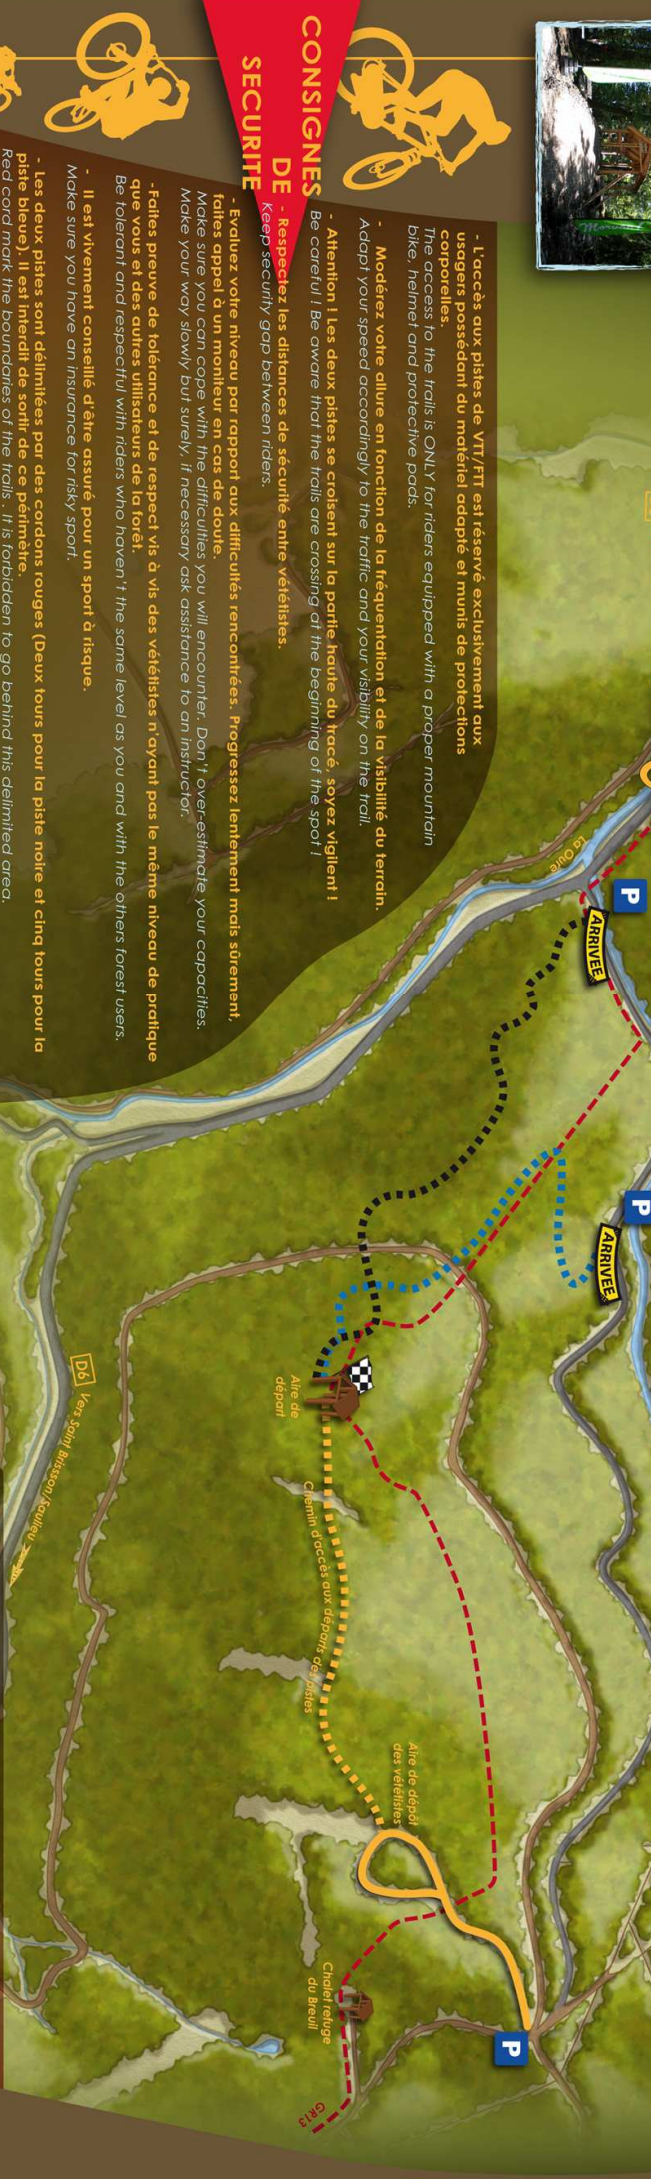 CONSIGNES
DE
SECURITE
- L'accès aux pistes de VTT/FTT est réservé exclusivement aux
usagers possédant du matériel adapté et munis de protections
corporelles.
The access to the trails is ONLY for riders equipped with a proper mountain
bike, helmet and protective pads.
- Modérez votre allure en fonction de la fréquentation et de la visibilité du terrain.
Adapt your speed accordingly to the traffic and your visibility on the trail.
- Attention ! Les deux pistes se croisent sur la partie haute du tracé, soyez vigilent !
Be careful ! Be aware that the trails are crossing at the beginning of the spot !
- Respectez les distances de sécurité entre vététistes.
Keep security gap between riders.
- Evaluez votre niveau par rapport aux difficultés rencontrées. Progressez lentement mais sûrement,
faites appel à un moniteur en cas de doute.
Make sure you can cope with the difficulties you will encounter. Don't over-estimate your capacities.
Make your way slowly but surely, if necessary ask assistance to an instructor.
-Faites preuve de tolérance et de respect vis à vis des vététistes n'ayant pas le même niveau de pratique
que vous et des autres utilisateurs de la forêt.
Be tolerant and respectful with riders who haven't the same level as you and with the others forest users.
- Il est vivement conseillé d'être assuré pour un sport à risque.
Make sure you have an insurance for risky sport.
- Les deux pistes sont délimitées par des cordons rouges (Deux tours pour la piste noire et cinq tours pour la
piste bleue). Il est interdit de sortir de ce périmètre.
Red cord mark the boundaries of the trails . It is forbidden to go behind this delimited area.
La Cure
P
ARRIVEE
P
ARRIVEE
Aire de
départ
D6 Vers Saint Brisson/Saulieu
Chemin d'accès aux départs des pistes
Aire de dépôt
des vététistes
Chalet refuge
du Breuil
P
GR13